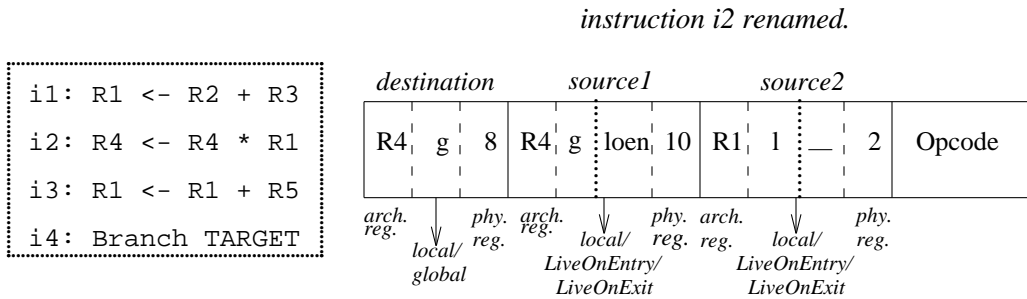 instruction i2 renamed.
i1: R1 <- R2 + R3
i2: R4 <- R4 * R1
i3: R1 <- R1 + R5
i4: Branch TARGET
destination source1 source2
R4 g 8 R4 g loen 10 R1 l __ 2 Opcode
arch. reg. local/ global phy. reg. arch. reg. local/ LiveOnEntry/ LiveOnExit phy. reg. arch. reg. local/ LiveOnEntry/ LiveOnExit phy. reg.